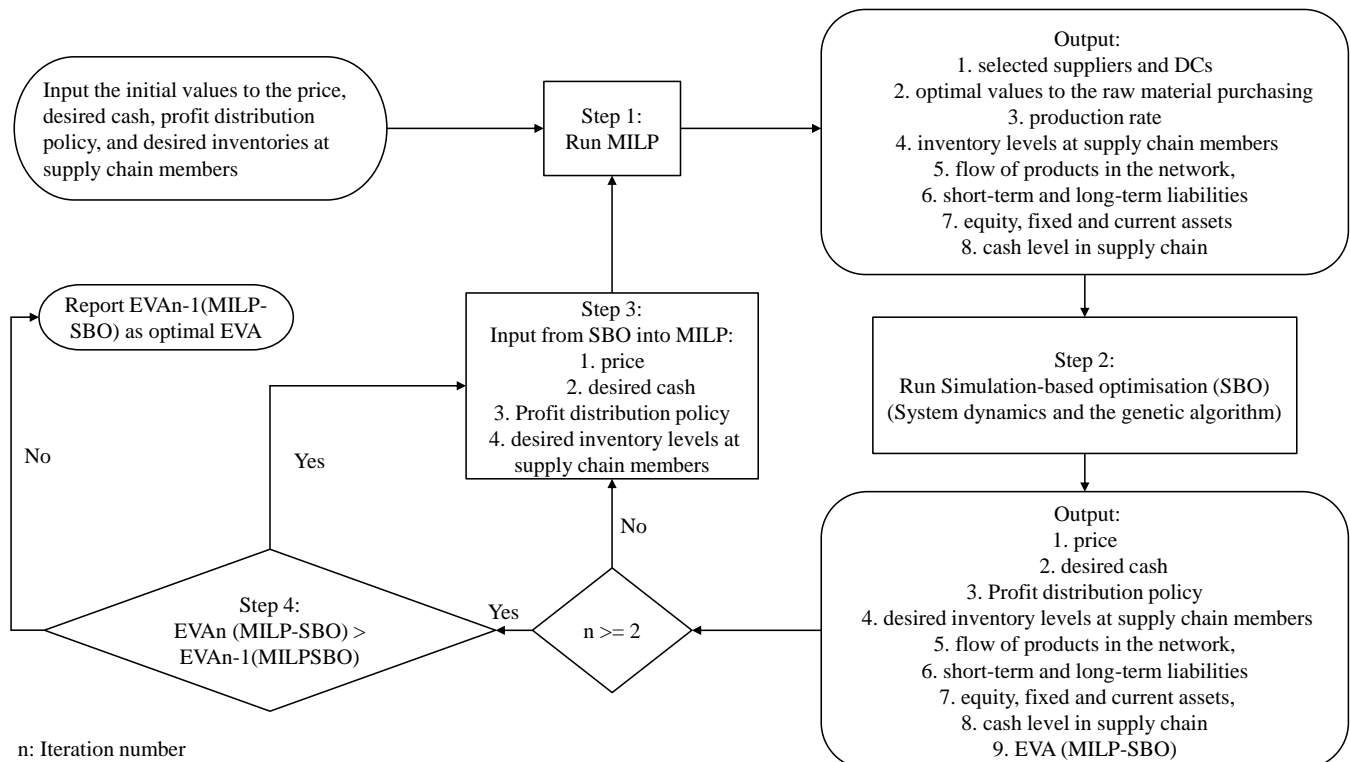 Input the initial values to the price,
desired cash, profit distribution
policy, and desired inventories at
supply chain members
Step 1:
Run MILP
Output:
1. selected suppliers and DCs
2. optimal values to the raw material purchasing
3. production rate
4. inventory levels at supply chain members
5. flow of products in the network,
6. short-term and long-term liabilities
7. equity, fixed and current assets
8. cash level in supply chain
Report EVAn-1(MILP-
SBO) as optimal EVA
Step 3:
Input from SBO into MILP:
1. price
2. desired cash
3. Profit distribution policy
4. desired inventory levels at
supply chain members
Step 2:
Run Simulation-based optimisation (SBO)
(System dynamics and the genetic algorithm)
No
Yes
No
Step 4:
EVAn (MILP-SBO) >
EVAn-1(MILPSBO)
Yes
n >= 2
Output:
1. price
2. desired cash
3. Profit distribution policy
4. desired inventory levels at supply chain members
5. flow of products in the network,
6. short-term and long-term liabilities
7. equity, fixed and current assets,
8. cash level in supply chain
9. EVA (MILP-SBO)
n: Iteration number